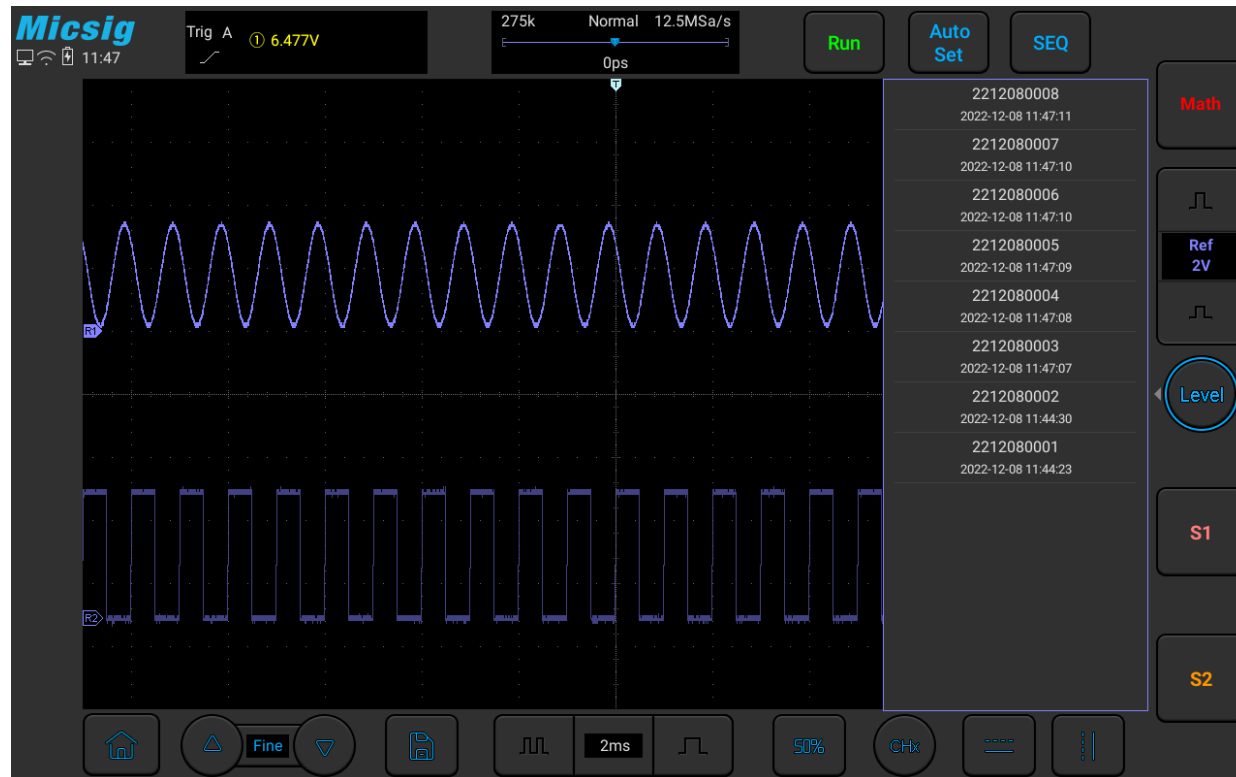 Micsig
11:47
Trig A
① 6.477V
275k Normal 12.5MSa/s
0ps
Run
Auto
Set
SEQ
T
2212080008
2022-12-08 11:47:11
2212080007
2022-12-08 11:47:10
2212080006
2022-12-08 11:47:10
2212080005
2022-12-08 11:47:09
2212080004
2022-12-08 11:47:08
2212080003
2022-12-08 11:47:07
2212080002
2022-12-08 11:44:30
2212080001
2022-12-08 11:44:23
R1
R2
Math
Ref
2V
Level
S1
S2
Fine
2ms
50%
CHx